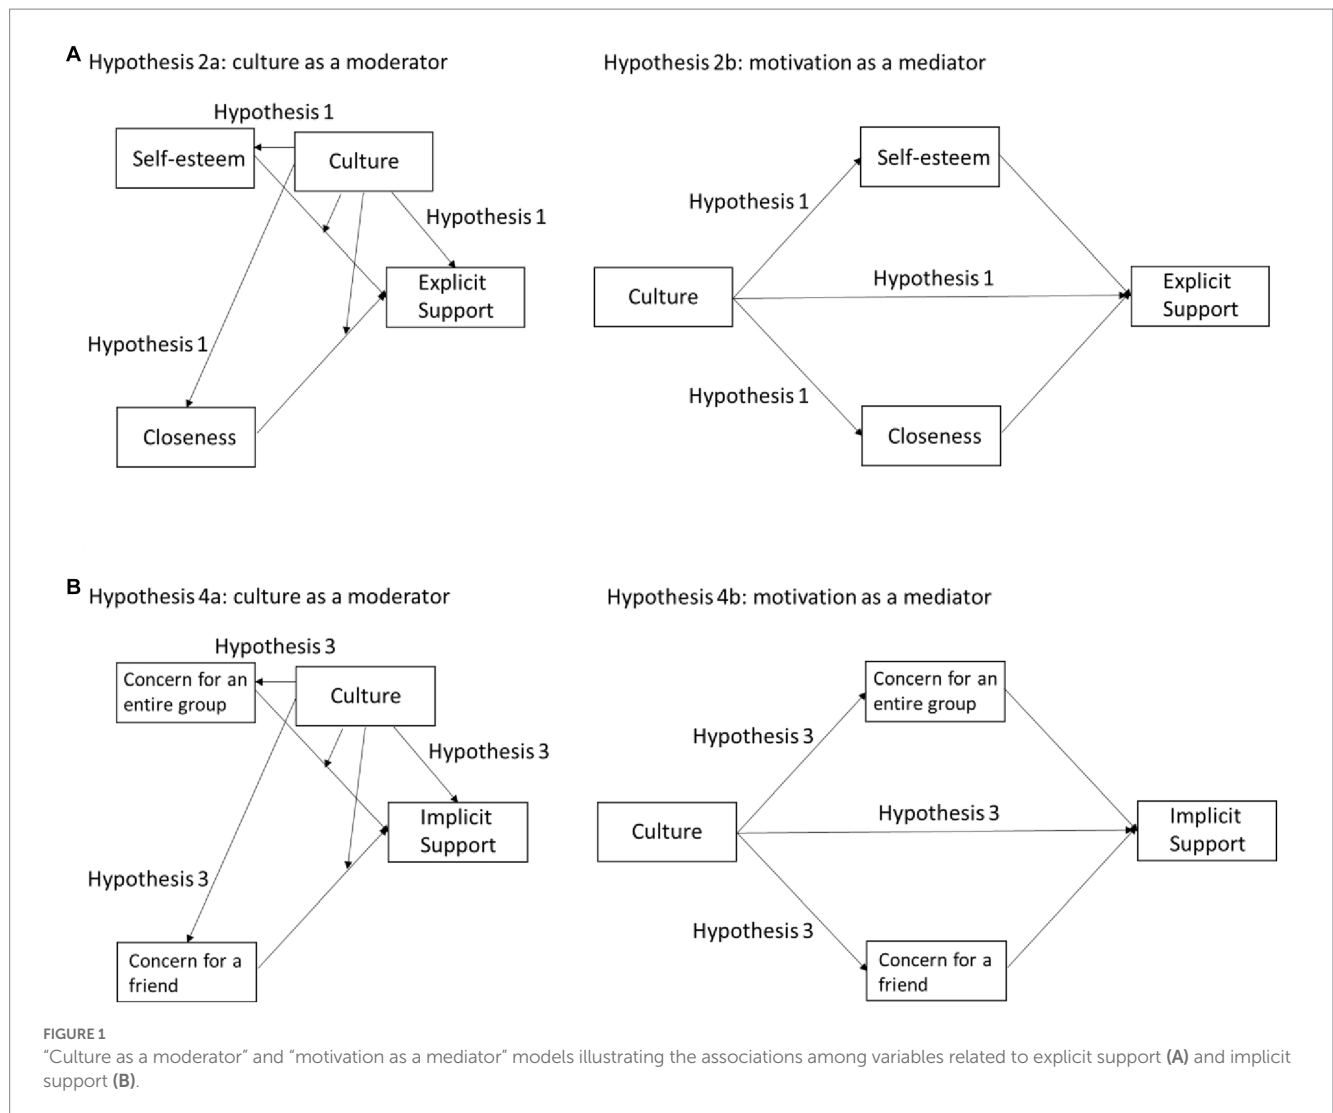 A Hypothesis 2a: culture as a moderator
Hypothesis 1
Self-esteem
Culture
Hypothesis 1
Explicit
Support
Hypothesis 1
Closeness
Hypothesis 2b: motivation as a mediator
Self-esteem
Hypothesis 1
Culture
Hypothesis 1
Explicit
Support
Hypothesis 1
Closeness
B Hypothesis 4a: culture as a moderator
Hypothesis 3
Concern for an
entire group
Culture
Hypothesis 3
Implicit
Support
Hypothesis 3
Concern for a
friend
Hypothesis 4b: motivation as a mediator
Concern for an
entire group
Hypothesis 3
Culture
Hypothesis 3
Implicit
Support
Hypothesis 3
Concern for a
friend
FIGURE 1
“Culture as a moderator” and “motivation as a mediator” models illustrating the associations among variables related to explicit support (A) and implicit
support (B).